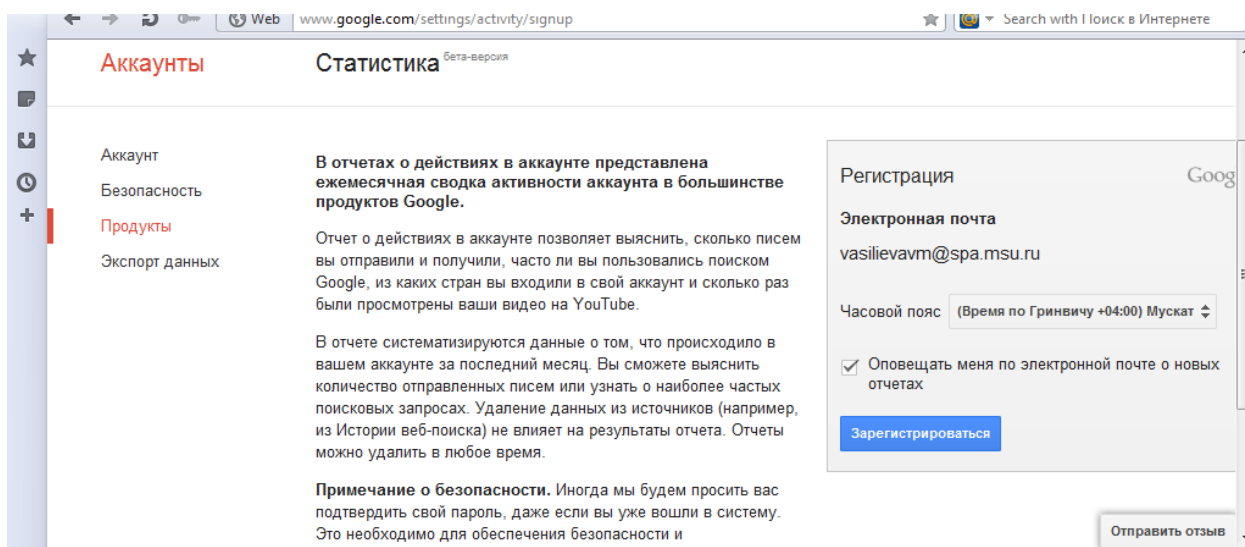 Web www.google.com/settings/activity/signup
Search with Поиск в Интернете
Аккаунты
Статистика бета-версия
Аккаунт
Безопасность
Продукты
Экспорт данных
В отчетах о действиях в аккаунте представлена
ежемесячная сводка активности аккаунта в большинстве
продуктов Google.
Отчет о действиях в аккаунте позволяет выяснить, сколько писем
вы отправили и получили, часто ли вы пользовались поиском
Google, из каких стран вы входили в свой аккаунт и сколько раз
были просмотрены ваши видео на YouTube.
В отчете систематизируются данные о том, что происходило в
вашем аккаунте за последний месяц. Вы сможете выяснить
количество отправленных писем или узнать о наиболее частых
поисковых запросах. Удаление данных из источников (например,
из Истории веб-поиска) не влияет на результаты отчета. Отчеты
можно удалить в любое время.
Примечание о безопасности. Иногда мы будем просить вас
подтвердить свой пароль, даже если вы уже вошли в систему.
Это необходимо для обеспечения безопасности и
Регистрация Goog
Электронная почта
vasilievavm@spa.msu.ru
Часовой пояс (Время по Гринвичу +04:00) Мускат
Оповещать меня по электронной почте о новых
отчетах
Зарегистрироваться
Отправить отзыв